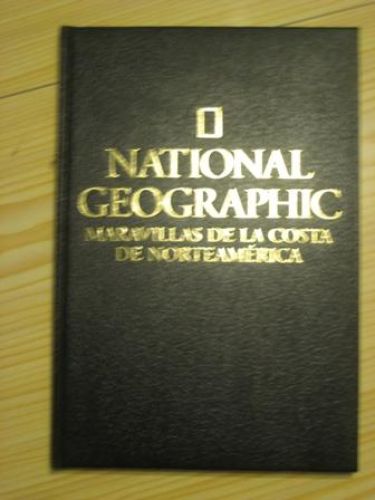 NATIONAL
GEOGRAPHIC
MARAVILLAS DE LA COSTA
DE NORTEAMÉRICA